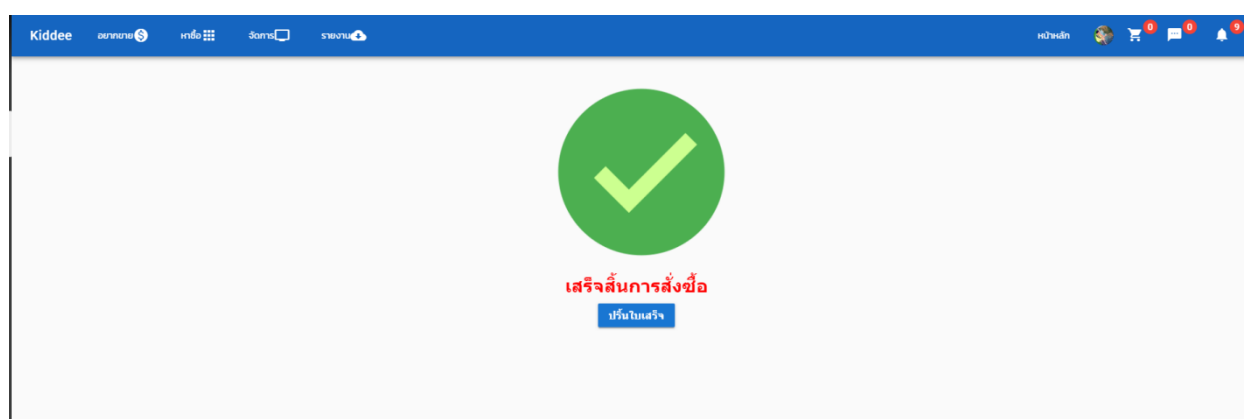 Kiddee อยากขาย หาซื้อ จัดการ รายงาน หน้าหลัก 0 0 9
เสร็จสิ้นการสั่งซื้อ
ปริ้นใบเสร็จ